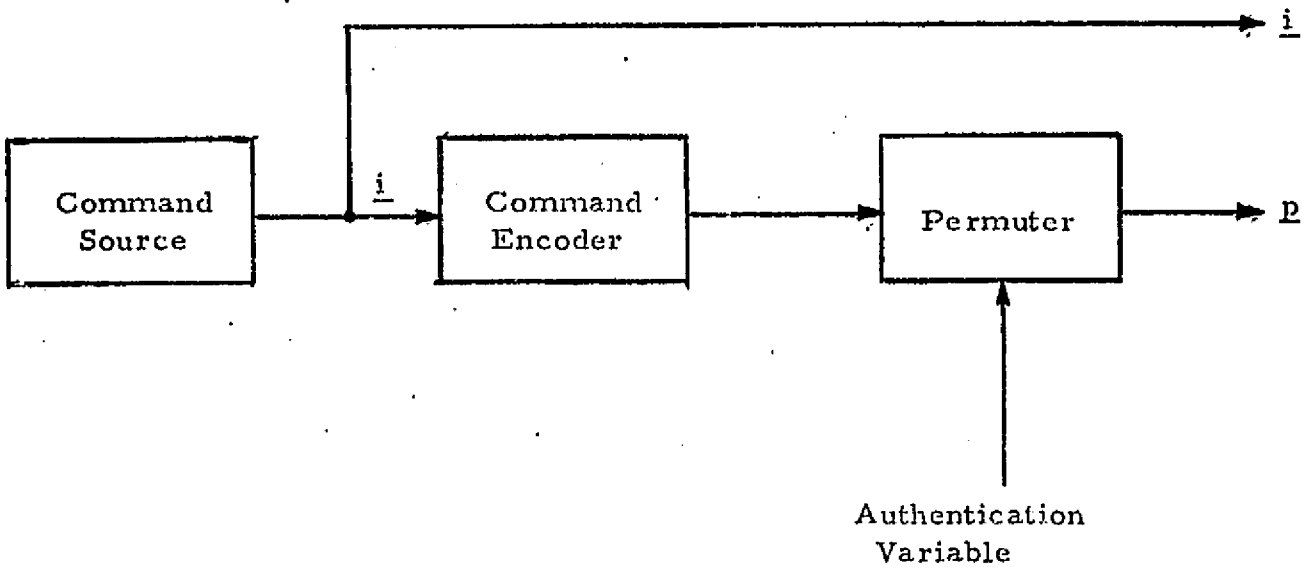 i
Command
Source
i
Command
Encoder
Permuter
p
Authentication
Variable